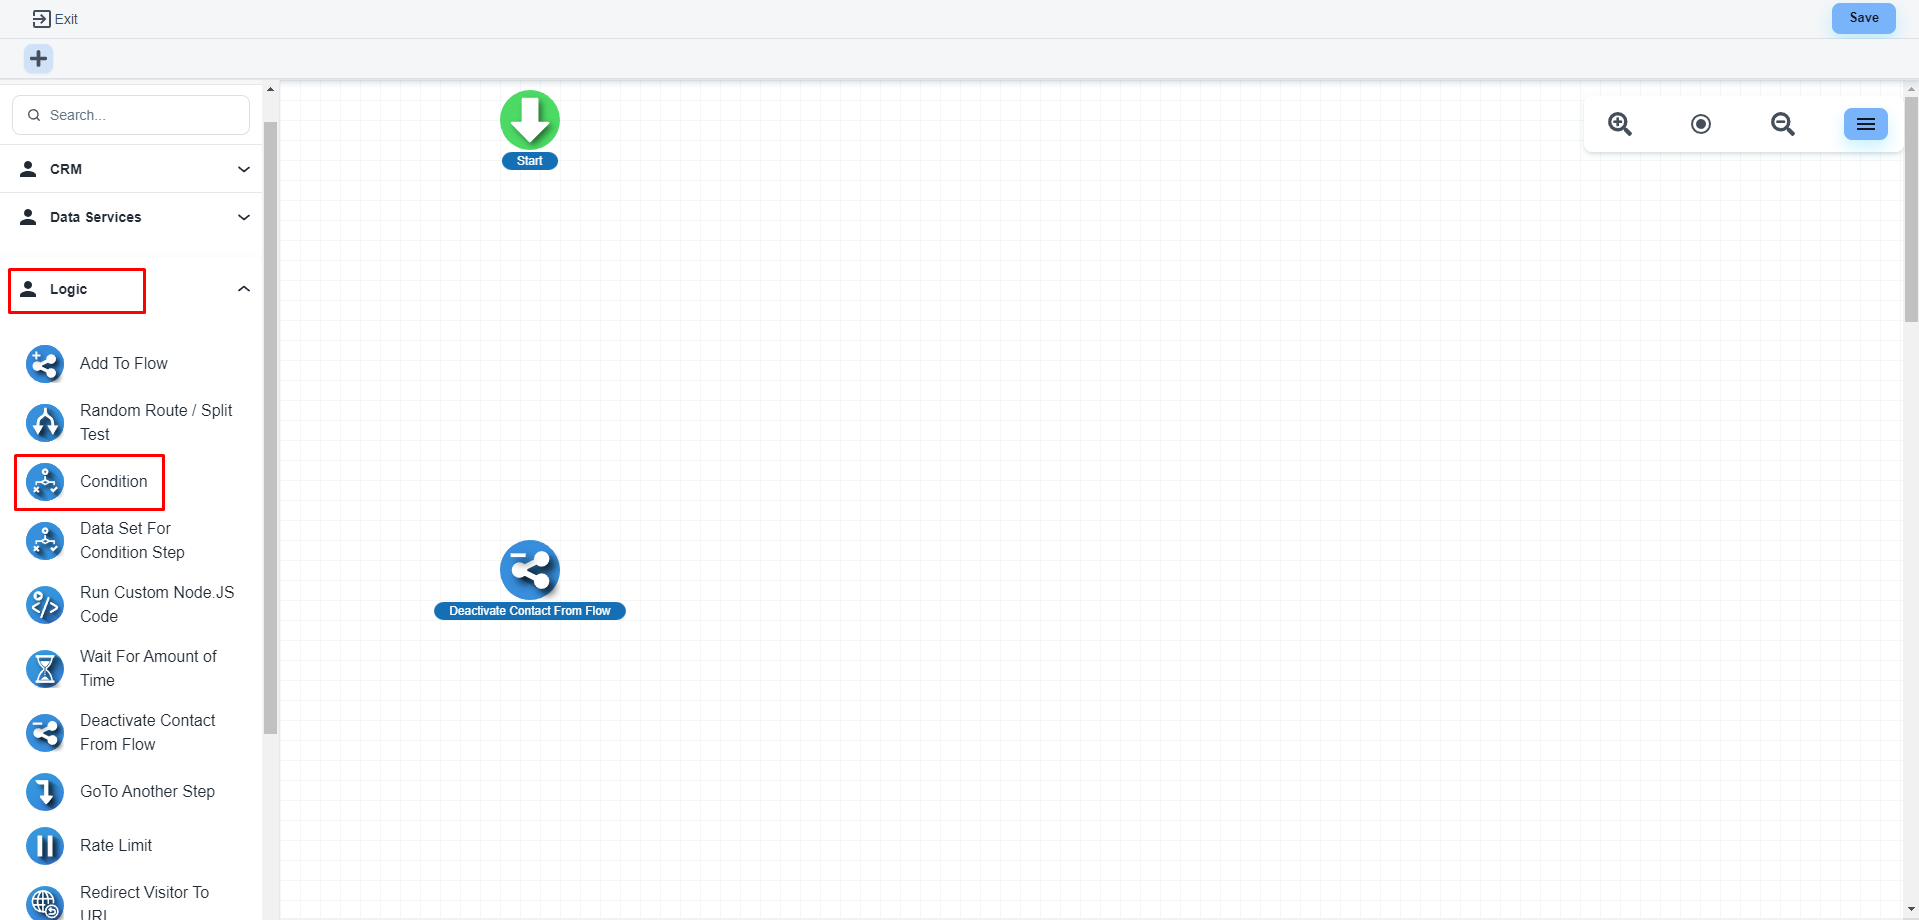 Exit
Save
Search...
CRM
Data Services
Logic
Add To Flow
Random Route / Split
Test
Condition
Data Set For
Condition Step
Run Custom Node.JS
Code
Wait For Amount of
Time
Deactivate Contact
From Flow
GoTo Another Step
Rate Limit
Redirect Visitor To
URL
Start
Deactivate Contact From Flow